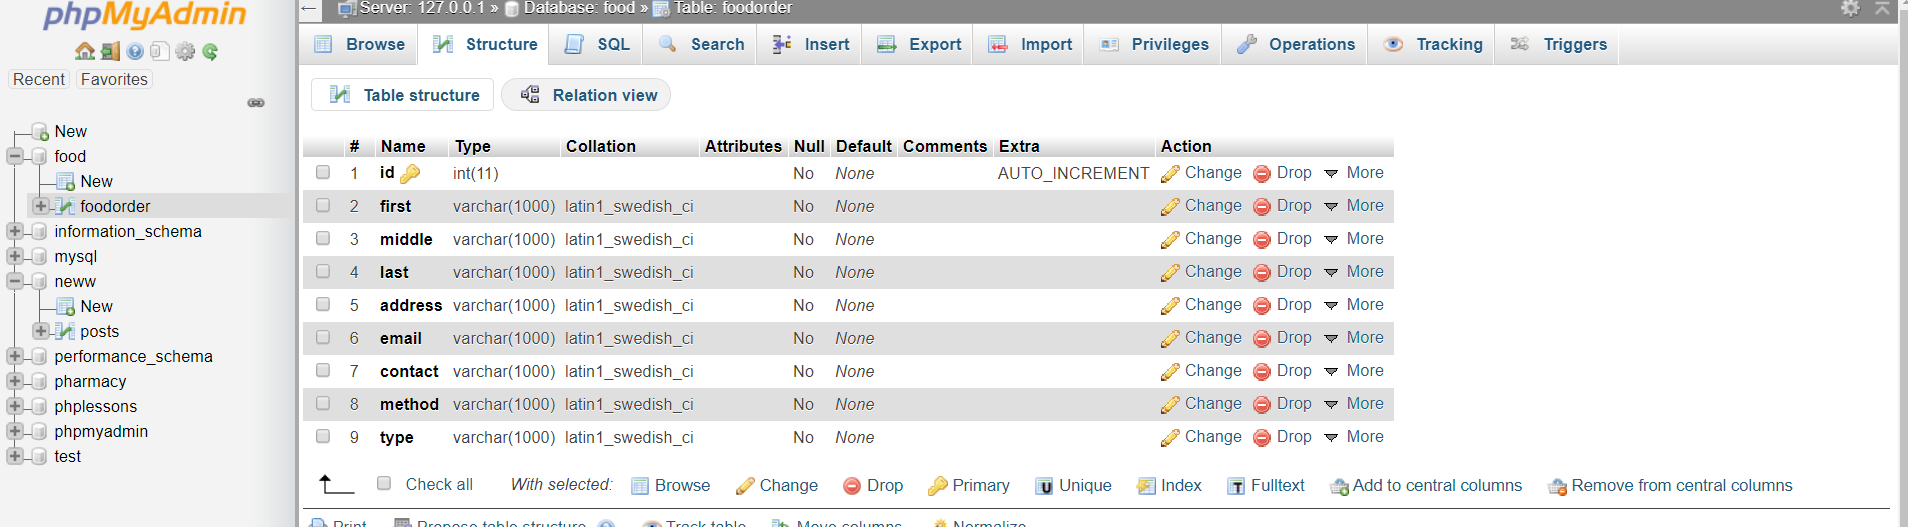 phpMyAdmin
Recent Favorites
New
food
New
foodorder
information_schema
mysql
neww
New
posts
performance_schema
pharmacy
phplessons
phpmyadmin
test
Server: 127.0.0.1 » Database: food » Table: foodorder
Browse Structure SQL Search Insert Export Import Privileges Operations Tracking Triggers
Table structure Relation view
# Name Type Collation Attributes Null Default Comments Extra Action
1 id int(11) No None AUTO_INCREMENT Change Drop More
2 first varchar(1000) latin1_swedish_ci No None Change Drop More
3 middle varchar(1000) latin1_swedish_ci No None Change Drop More
4 last varchar(1000) latin1_swedish_ci No None Change Drop More
5 address varchar(1000) latin1_swedish_ci No None Change Drop More
6 email varchar(1000) latin1_swedish_ci No None Change Drop More
7 contact varchar(1000) latin1_swedish_ci No None Change Drop More
8 method varchar(1000) latin1_swedish_ci No None Change Drop More
9 type varchar(1000) latin1_swedish_ci No None Change Drop More
Check all With selected: Browse Change Drop Primary Unique Index Fulltext Add to central columns Remove from central columns
Print Propose table structure Track table Move columns Normalize